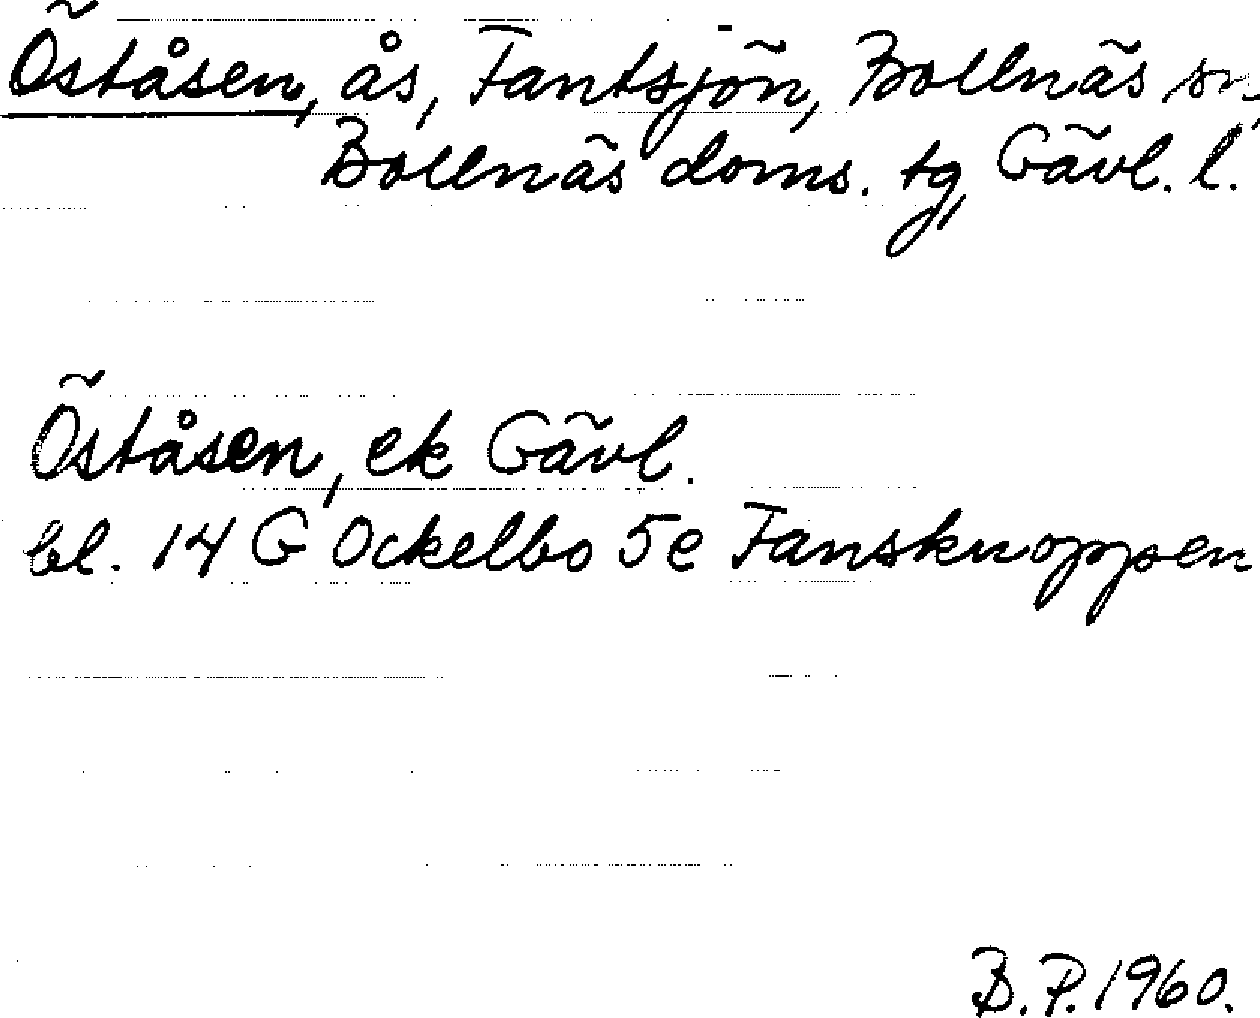 Öståsen, ås, Fantsjön, Bollnäs sn,
Bollnäs doms. tg, Gävl. l.
Öståsen, ek Gävl.
bl. 14 G Ockelbo 5e Fansknoppen
B.P. 1960.